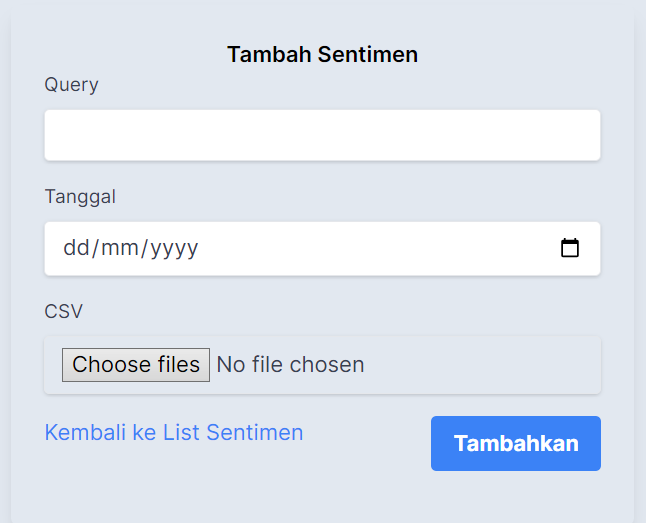 Tambah Sentimen
Query
Tanggal
dd/mm/yyyy
CSV
Choose files No file chosen
Kembali ke List Sentimen Tambahkan